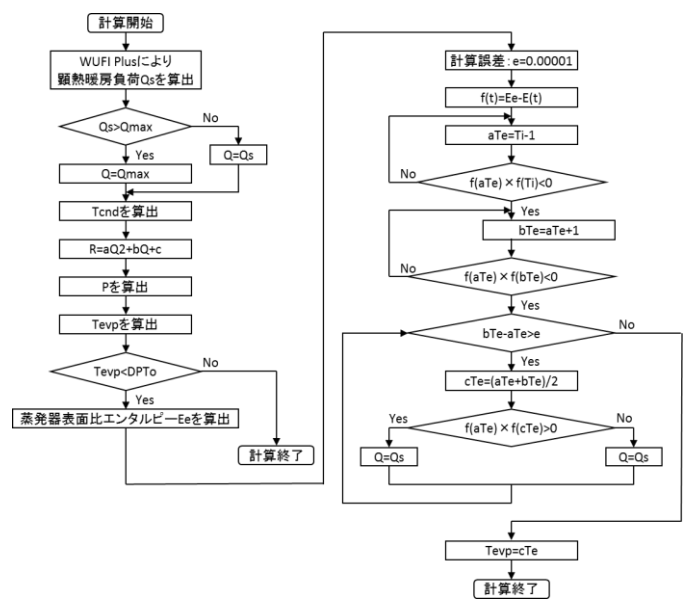 計算開始
WUFI Plusにより
顕熱暖房負荷Qsを算出
Qs>Qmax
No
Yes
Q=Qs
Q=Qmax
Tcndを算出
R=aQ2+bQ+c
Pを算出
Tevpを算出
Tevp<DPTo
No
Yes
蒸発器表面比エンタルピーEeを算出
計算終了
計算誤差:e=0.00001
f(t)=Ee-E(t)
aTe=Ti-1
No
f(aTe)×f(Ti)<0
Yes
bTe=aTe+1
No
f(aTe)×f(bTe)<0
Yes
bTe-aTe>e
No
Yes
cTe=(aTe+bTe)/2
Yes
No
f(aTe)×f(cTe)>0
Q=Qs
Q=Qs
Tevp=cTe
計算終了